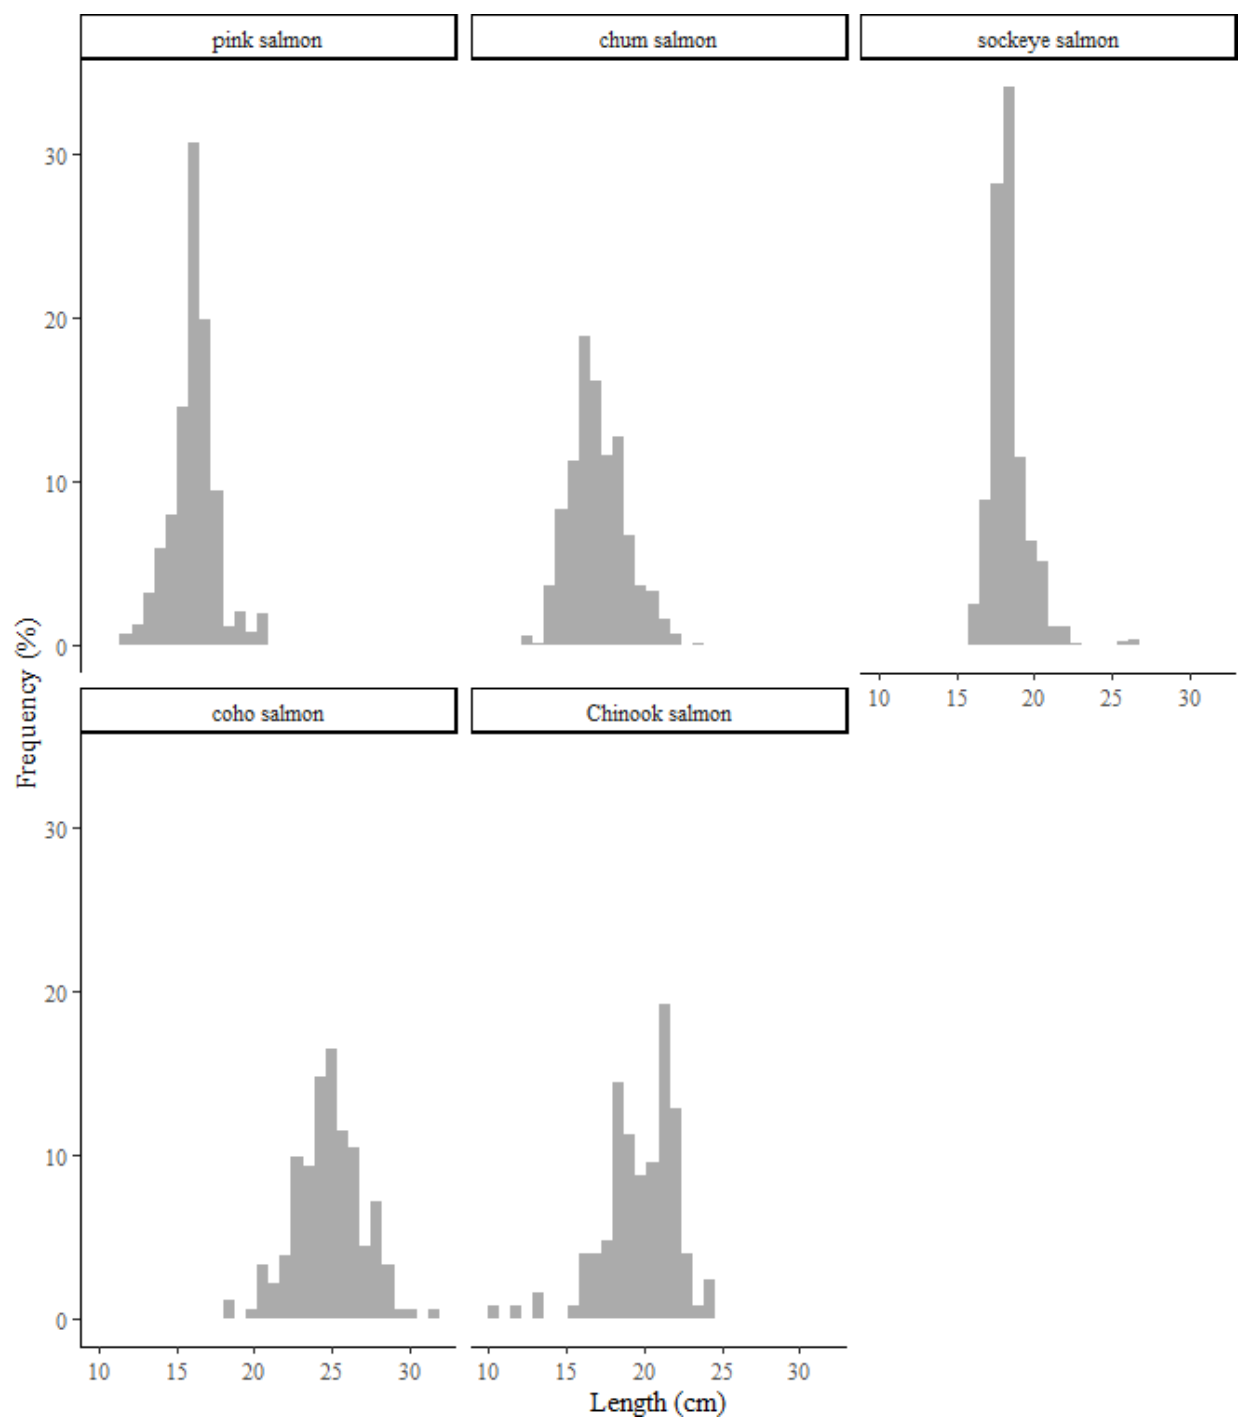 pink salmon
chum salmon
sockeye salmon
30
20
10
0
10 15 20 25 30
coho salmon
Chinook salmon
Frequency (%)
30
20
10
0
10 15 20 25 30
10 15 20 25 30
Length (cm)